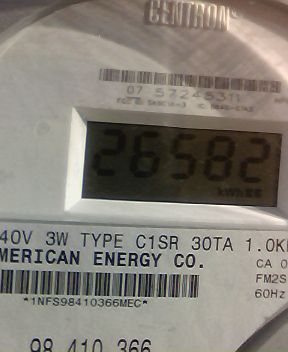 CENTRON
07 57245311
26582
kWh
40V 3W TYPE C1SR 30TA 1.0K
MERICAN ENERGY CO.
CA 0
FM2S
60Hz
*1NFS98410366MEC*
98 410 366